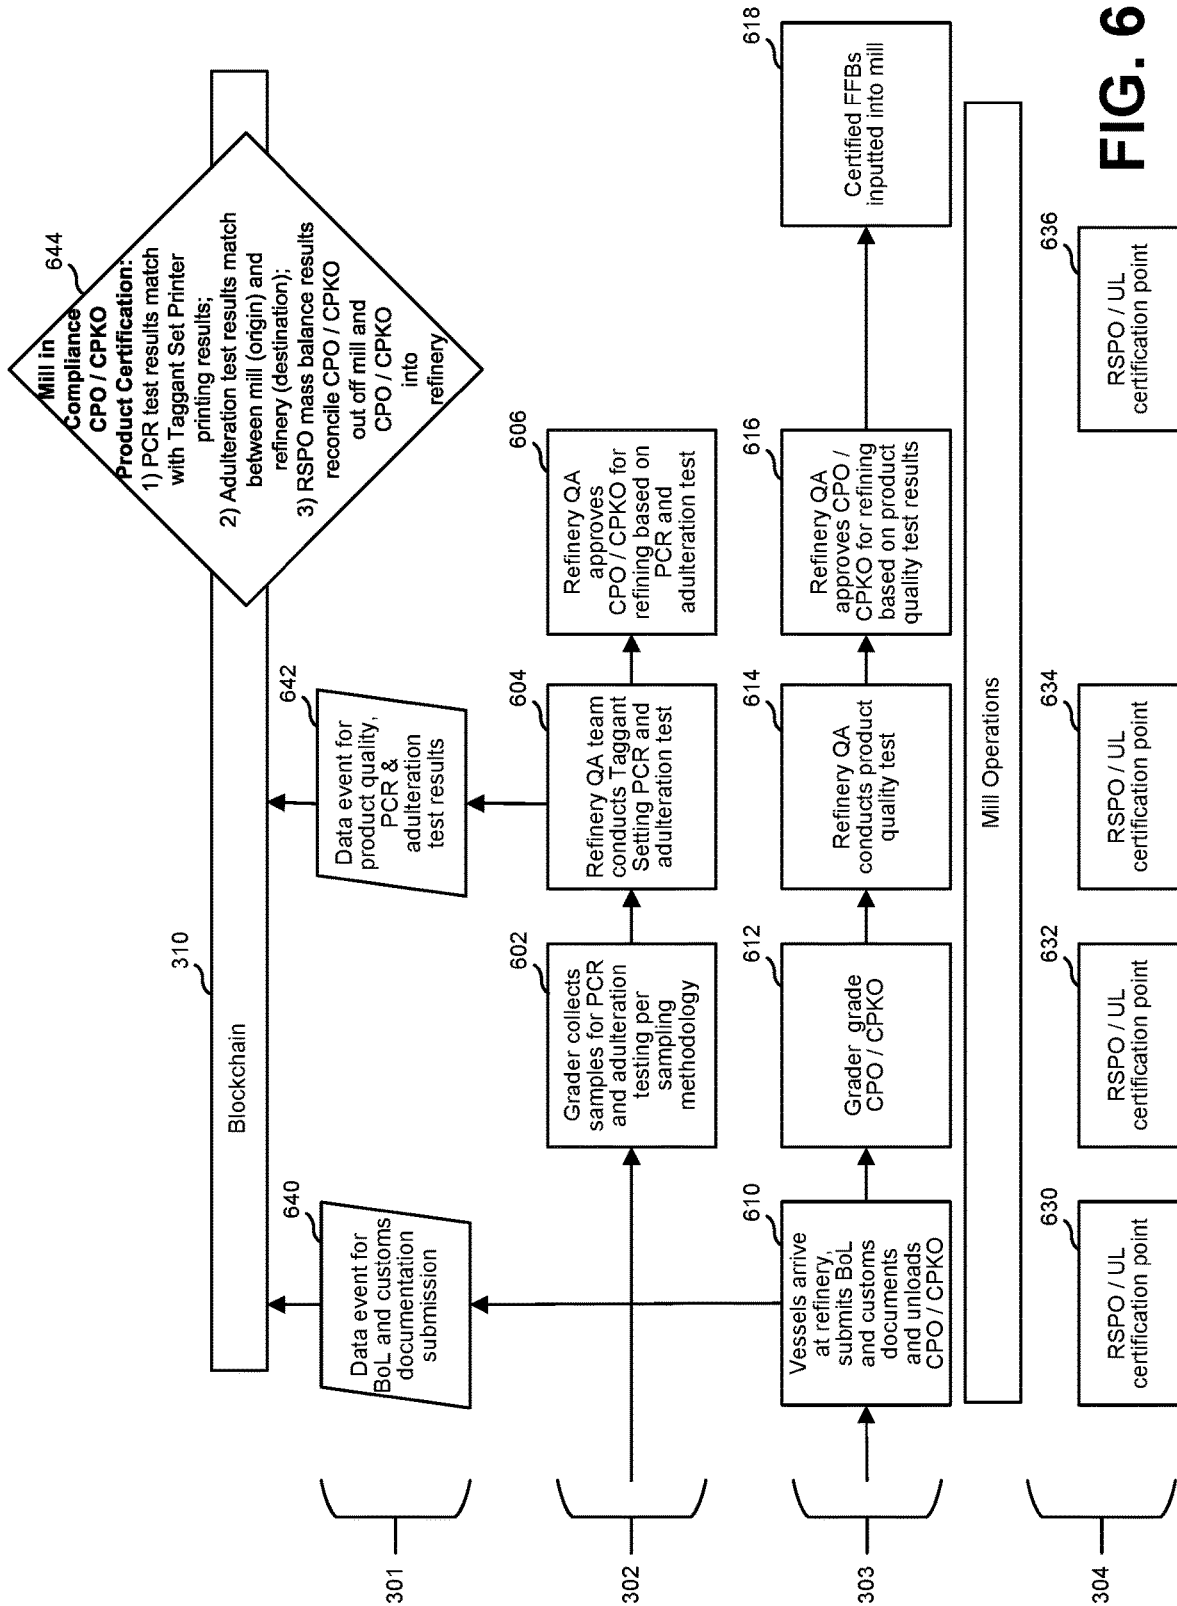 310
Blockchain
644
Mill in
Compliance
CPO / CPKO
Product Certification:
1) PCR test results match
with Taggant Set Printer
printing results;
2) Adulteration test results match
between mill (origin) and
refinery (destination);
3) RSPO mass balance results
reconcile CPO / CPKO
out off mill and
CPO / CPKO
into
refinery
301
640
Data event for
BoL and customs
documentation
submission
642
Data event for
product quality,
PCR &
adulteration
test results
302
602
Grader collects
samples for PCR
and adulteration
testing per
sampling
methodology
604
Refinery QA team
conducts Taggant
Setting PCR and
adulteration test
606
Refinery QA
approves
CPO / CPKO for
refining based on
PCR and
adulteration test
303
610
Vessels arrive
at refinery,
submits BoL
and customs
documents
and unloads
CPO / CPKO
612
Grader grade
CPO / CPKO
614
Refinery QA
conducts product
quality test
616
Refinery QA
approves CPO /
CPKO for refining
based on product
quality test results
618
Certified FFBs
inputted into mill
Mill Operations
304
630
RSPO / UL
certification point
632
RSPO / UL
certification point
634
RSPO / UL
certification point
636
RSPO / UL
certification point
FIG. 6